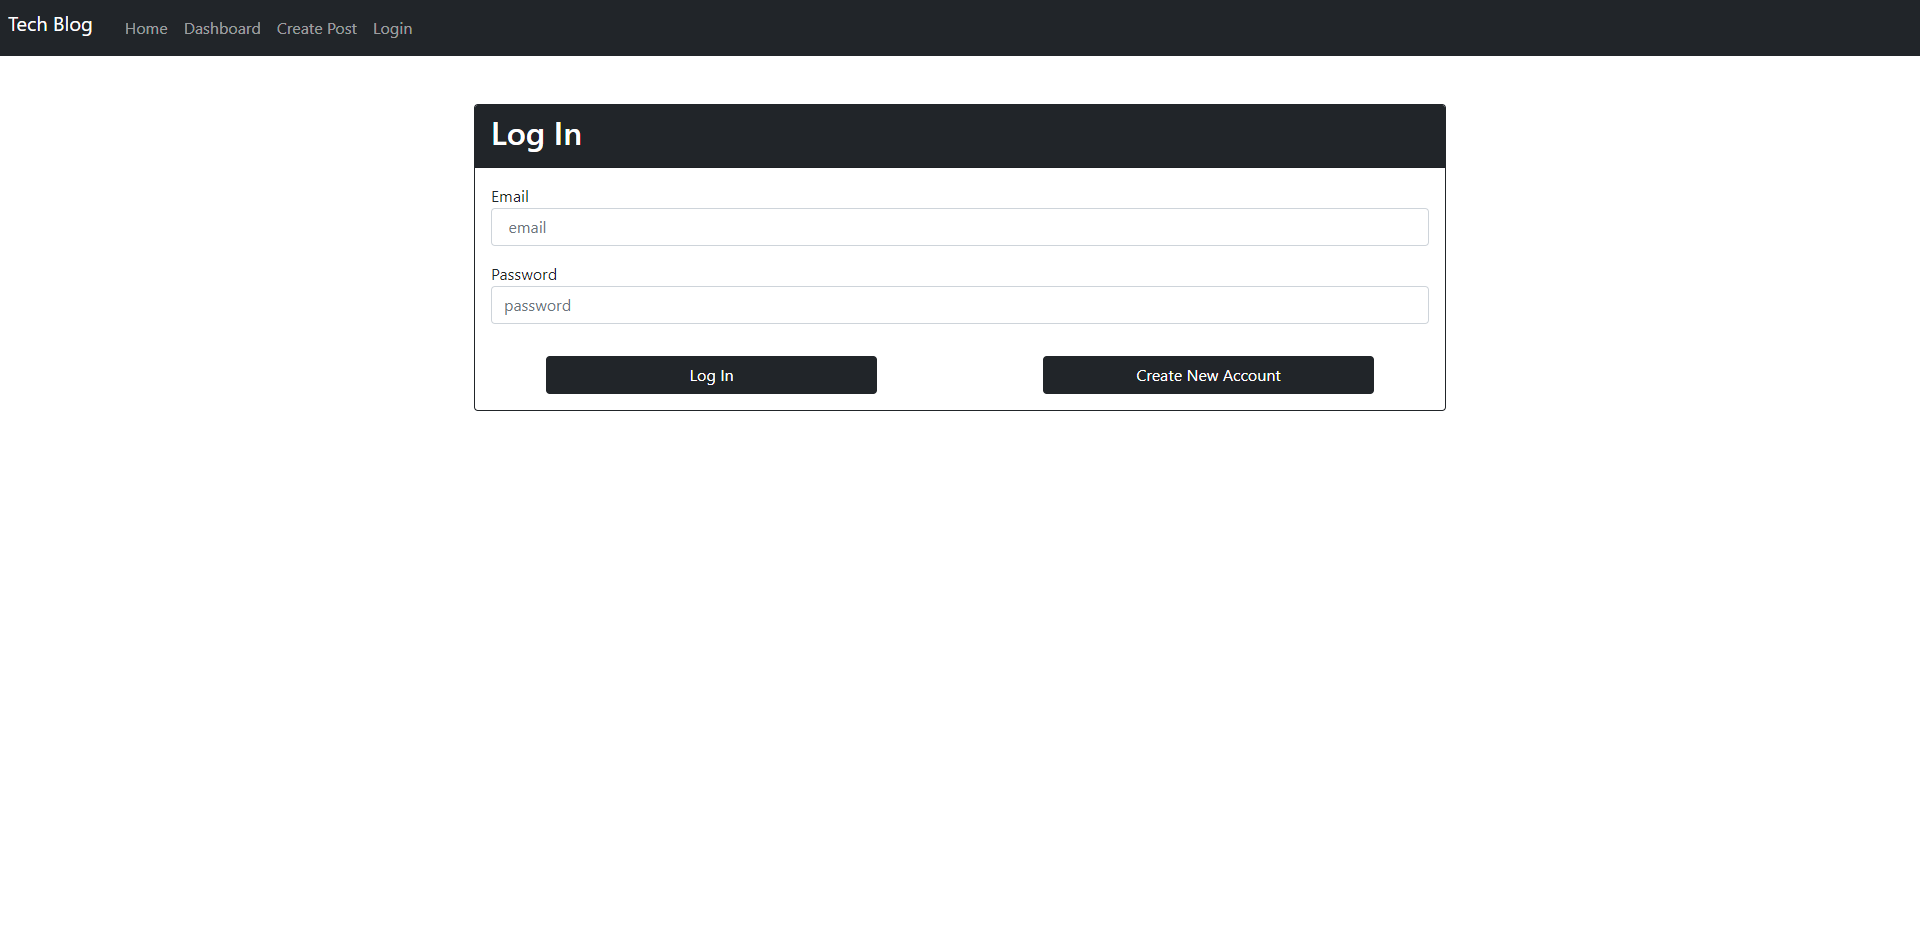 Tech Blog Home Dashboard Create Post Login
Log In
Email
email
Password
password
Log In Create New Account